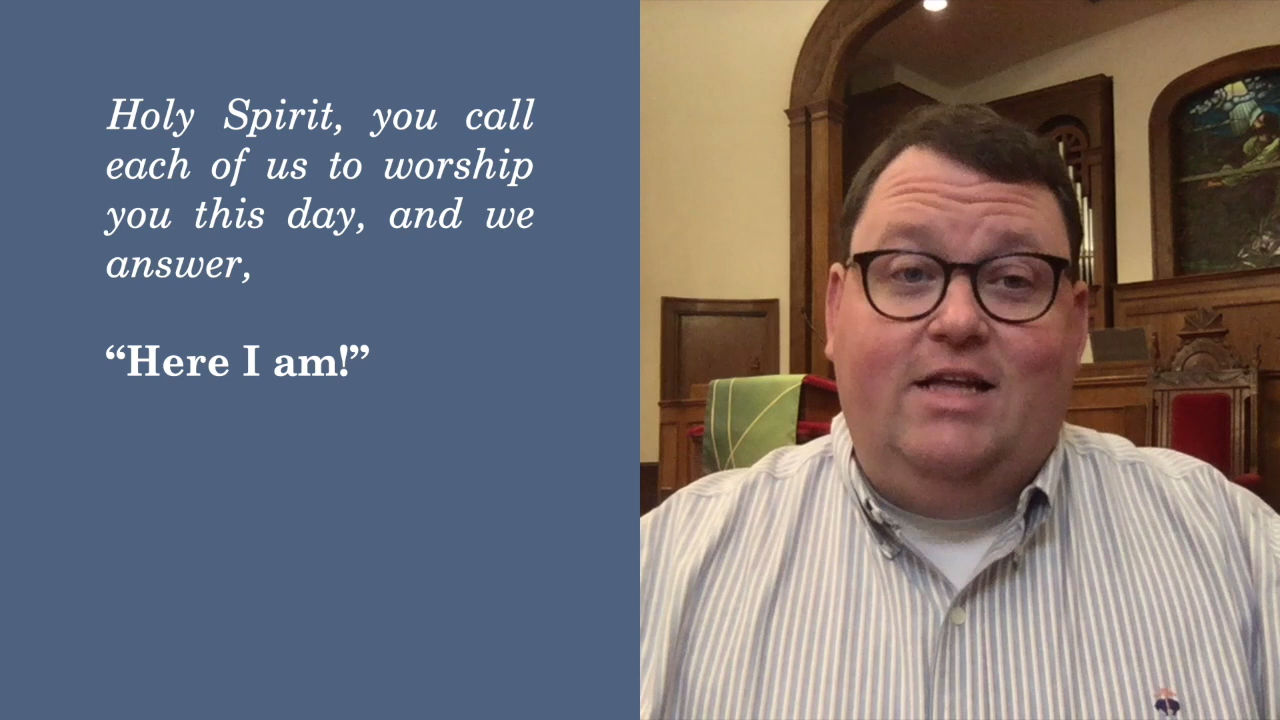 Holy Spirit, you call
each of us to worship
you this day, and we
answer,
“Here I am!”